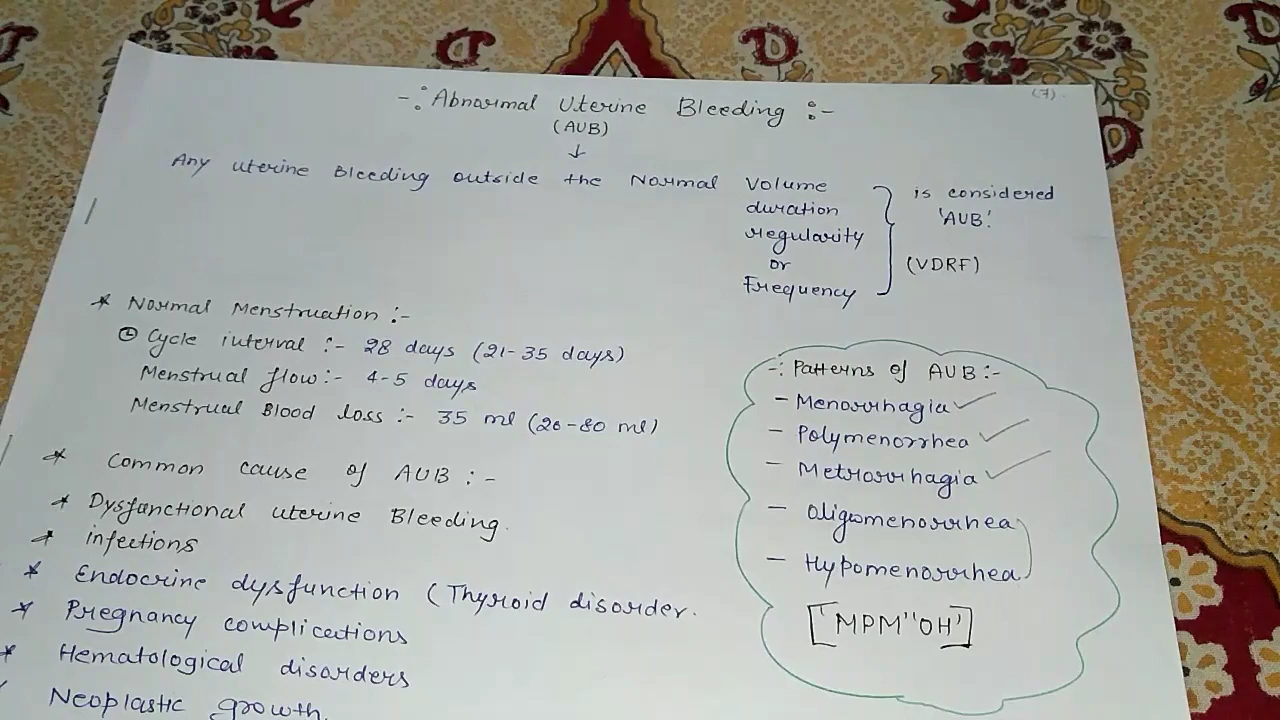 (7).
-: Abnormal Uterine Bleeding :-
(AUB)
↓
Any uterine Bleeding outside the Normal Volume
duration
regularity
or
Frequency
is considered
'AUB'.
(VDRF)
* Normal Menstruation :-
Cycle interval :- 28 days (21-35 days)
Menstrual flow:- 4-5 days
Menstrual Blood loss :- 35 ml (20-80 ml)
* Common cause of AUB :-
* Dysfunctional uterine Bleeding.
* infections
* Endocrine dysfunction (Thyroid disorder.
* Pregnancy complications
* Hematological disorders
Neoplastic growth.
-: Patterns of AUB :-
- Menorrhagia ✓
- Polymenorrhea ✓
- Metrorrhagia ✓
- Oligomenorrhea
- Hypomenorrhea
["MPM"OH']